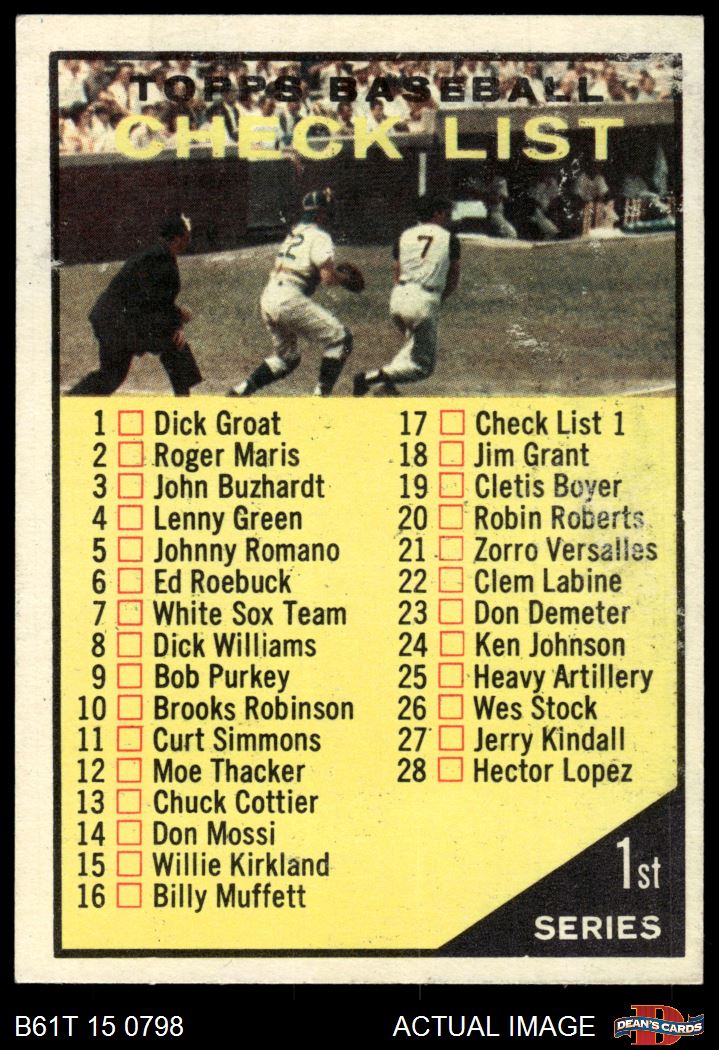 TOPPS BASEBALL
CHECK LIST
22
7
1 Dick Groat
2 Roger Maris
3 John Buzhardt
4 Lenny Green
5 Johnny Romano
6 Ed Roebuck
7 White Sox Team
8 Dick Williams
9 Bob Purkey
10 Brooks Robinson
11 Curt Simmons
12 Moe Thacker
13 Chuck Cottier
14 Don Mossi
15 Willie Kirkland
16 Billy Muffett
17 Check List 1
18 Jim Grant
19 Cletis Boyer
20 Robin Roberts
21 Zorro Versalles
22 Clem Labine
23 Don Demeter
24 Ken Johnson
25 Heavy Artillery
26 Wes Stock
27 Jerry Kindall
28 Hector Lopez
1st
SERIES
B61T 15 0798
ACTUAL IMAGE
DEAN'S CARDS